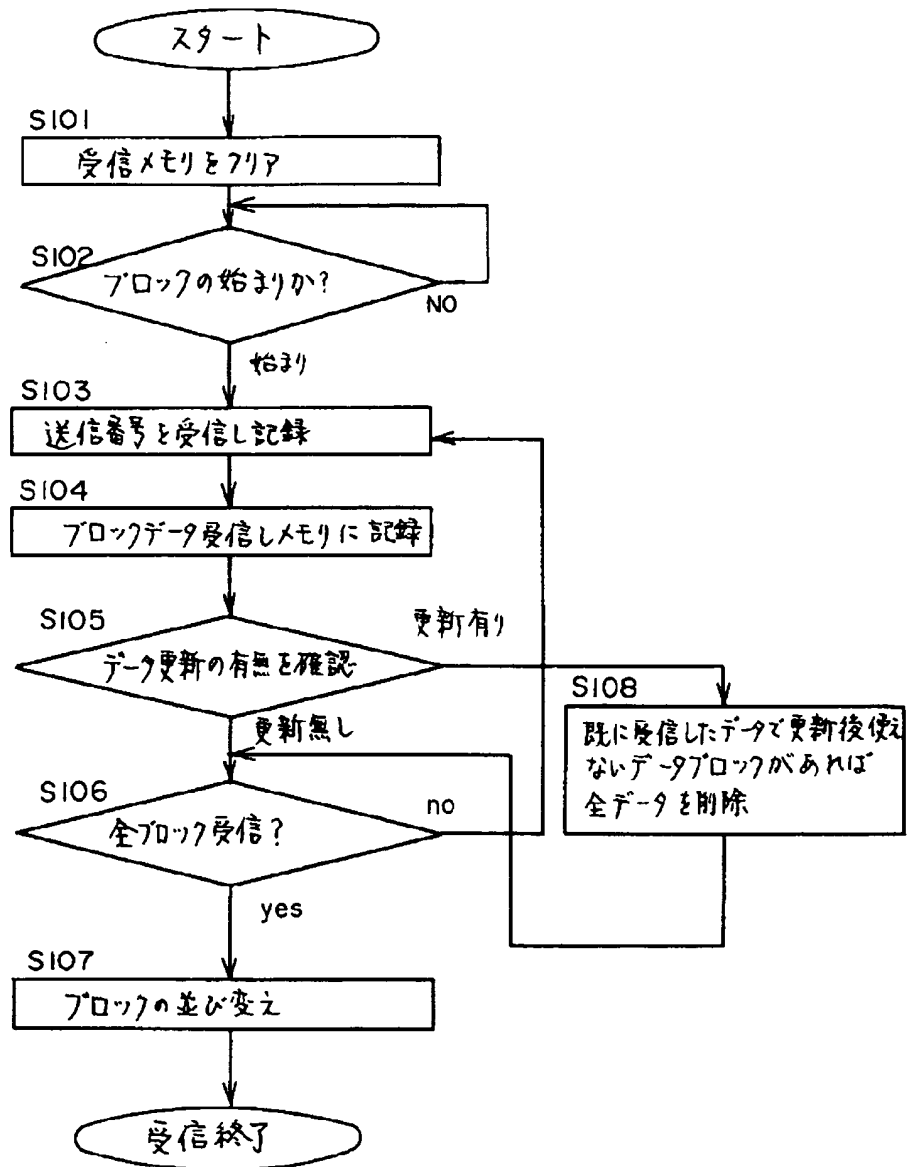 スタート
S101
受信メモリをクリア
S102
ブロックの始まりか?
NO
始まり
S103
送信番号を受信し記録
S104
ブロックデータ受信しメモリに記録
S105
更新有り
データ更新の有無を確認
S108
更新無し
既に受信したデータで更新後使え
ないデータブロックがあれば
全データを削除
S106
no
全ブロック受信?
yes
S107
ブロックの並び変え
受信終了